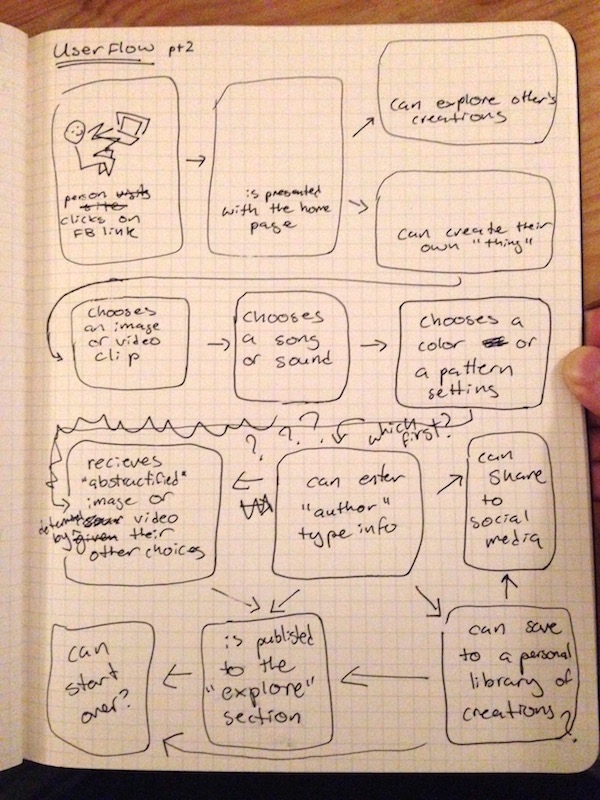 User Flow pt2
person visits
site
clicks on
FB link
is presented
with the home
page
can explore other's
creations
can create their
own "thing"
chooses
an image
or video
clip
chooses
a song
or sound
chooses a
color or
a pattern
setting
? ? ?
which
first?
recieves
"abstractified"
image or
video
determined by given their
other choices
can enter
"author"
type info
can
share
to
social
media
can
start
over?
is published
to the
"explore"
section
can save
to a personal
library of
creations?